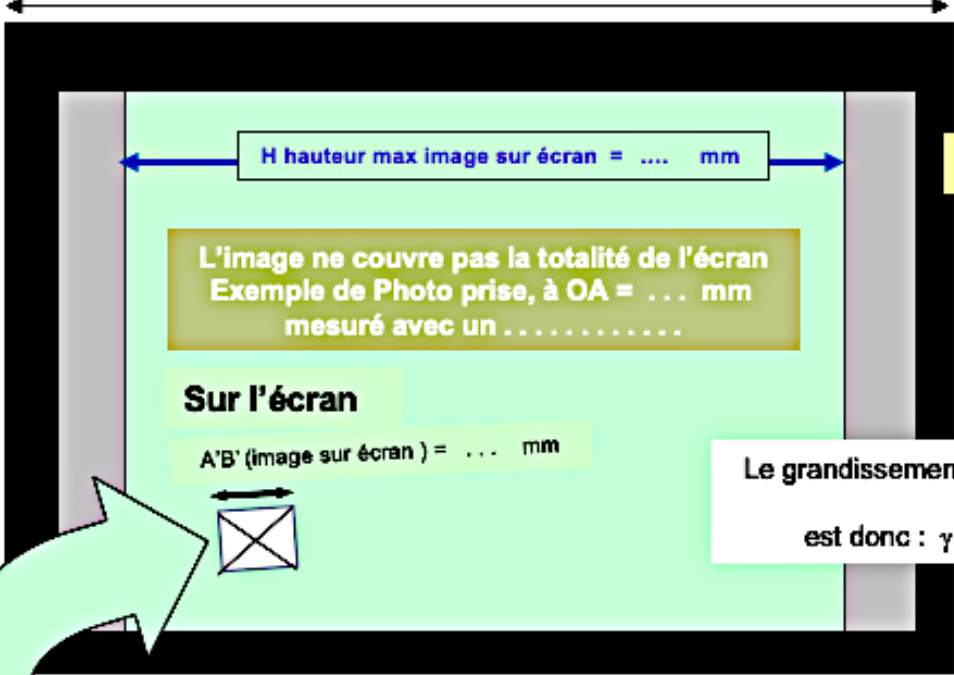 H hauteur max image sur écran = .... mm
L'image ne couvre pas la totalité de l'écran
Exemple de Photo prise, à OA = . . . mm
mesuré avec un . . . . . . . . . . . .
Sur l'écran
A'B' (image sur écran ) = . . . mm
Le grandissemen
est donc : γ